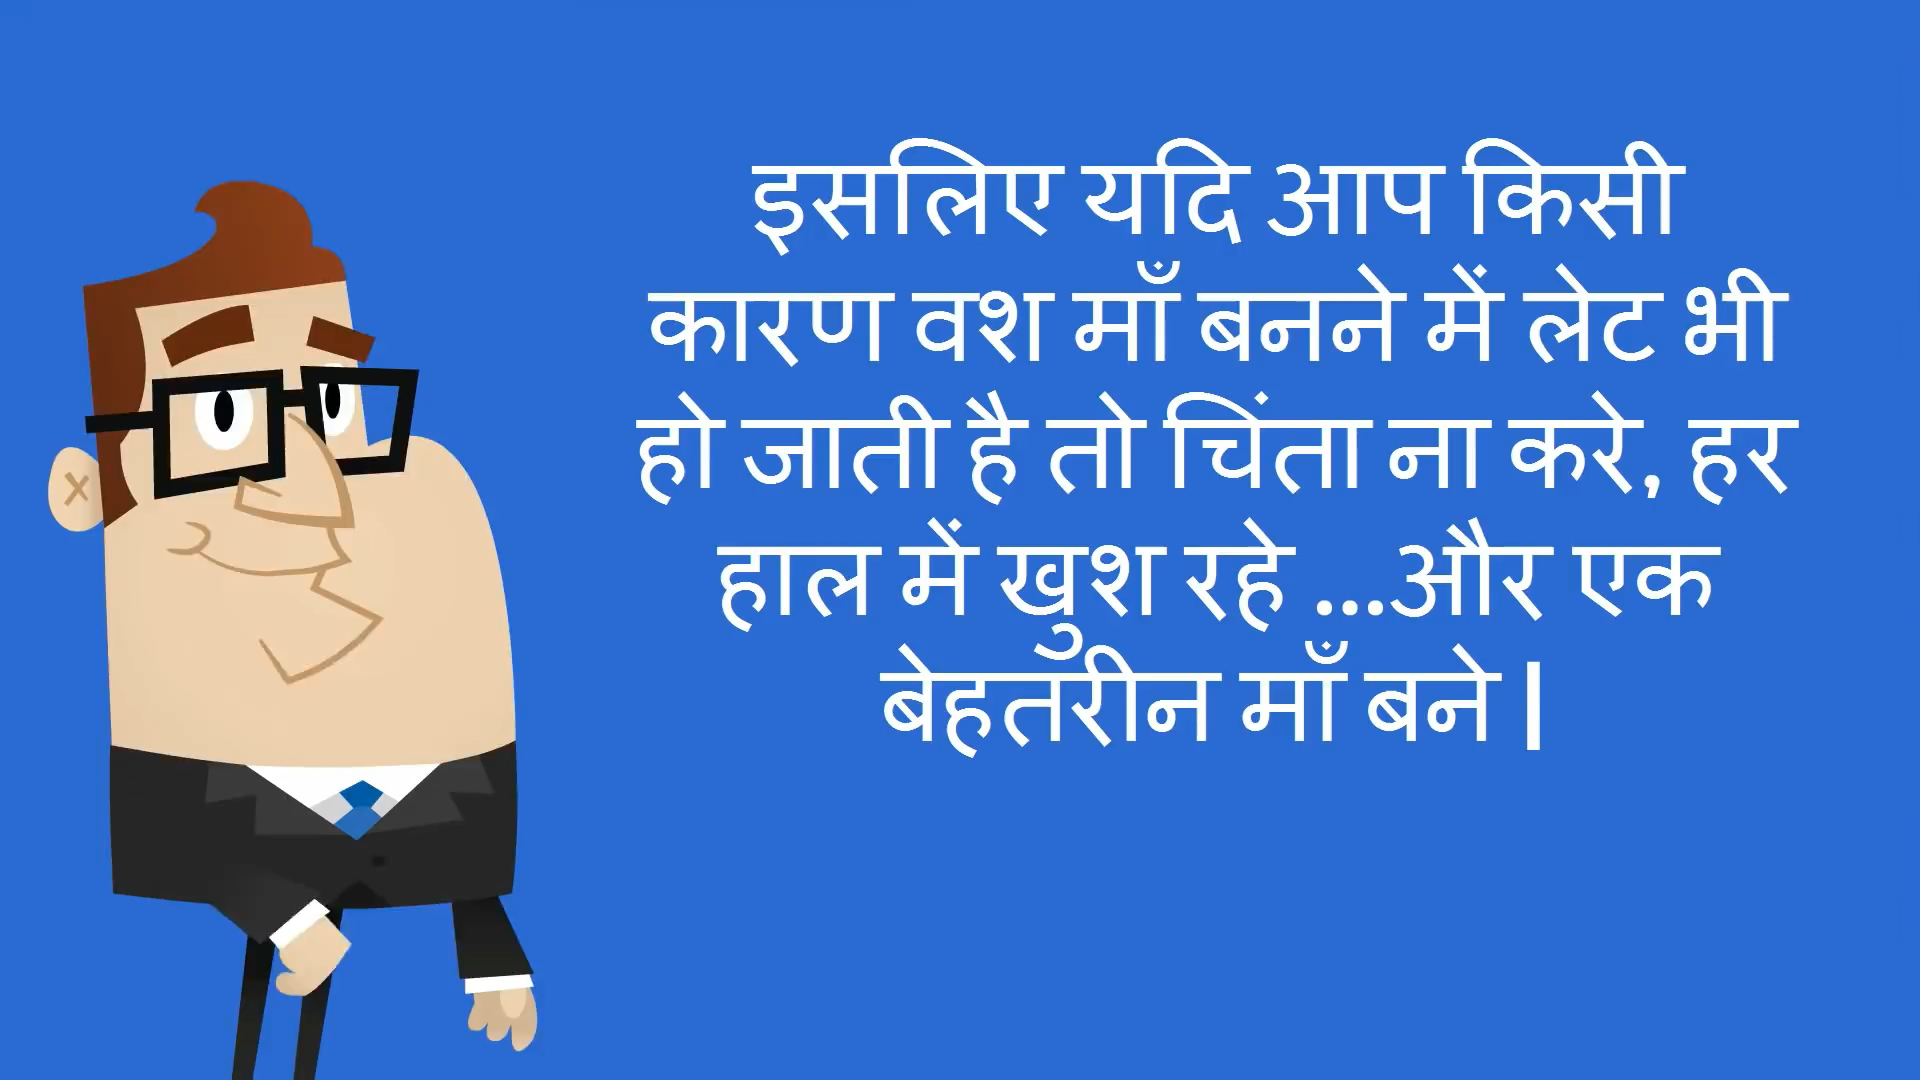 इसलिए यदि आप किसी
कारण वश माँ बनने में लेट भी
हो जाती है तो चिंता ना करे, हर
हाल में खुश रहे ...और एक
बेहतरीन माँ बने |